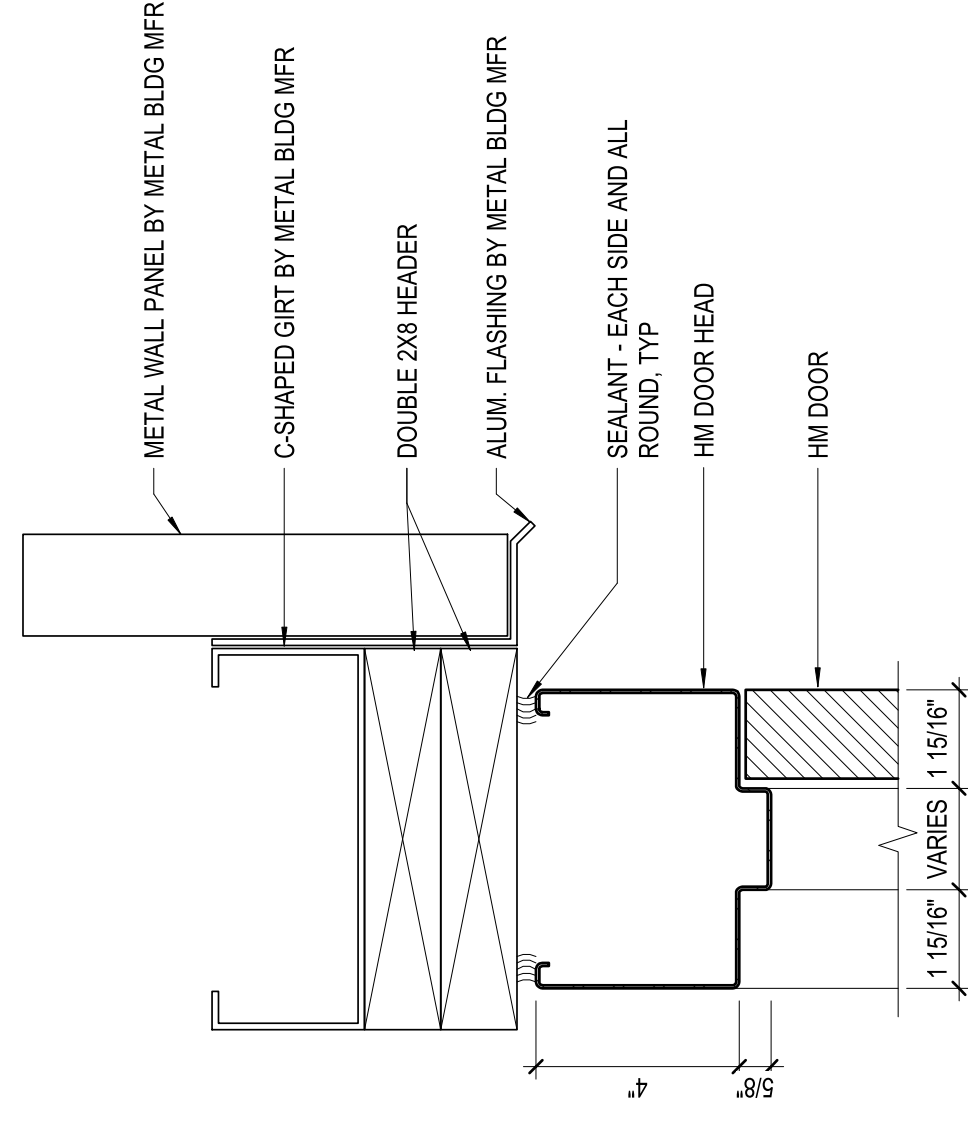 METAL WALL PANEL BY METAL BLDG MFR
C-SHAPED GIRT BY METAL BLDG MFR
DOUBLE 2X8 HEADER
ALUM. FLASHING BY METAL BLDG MFR
SEALANT - EACH SIDE AND ALL
ROUND, TYP
HM DOOR HEAD
HM DOOR
1 15/16"
VARIES
1 15/16"
4"
5/8"